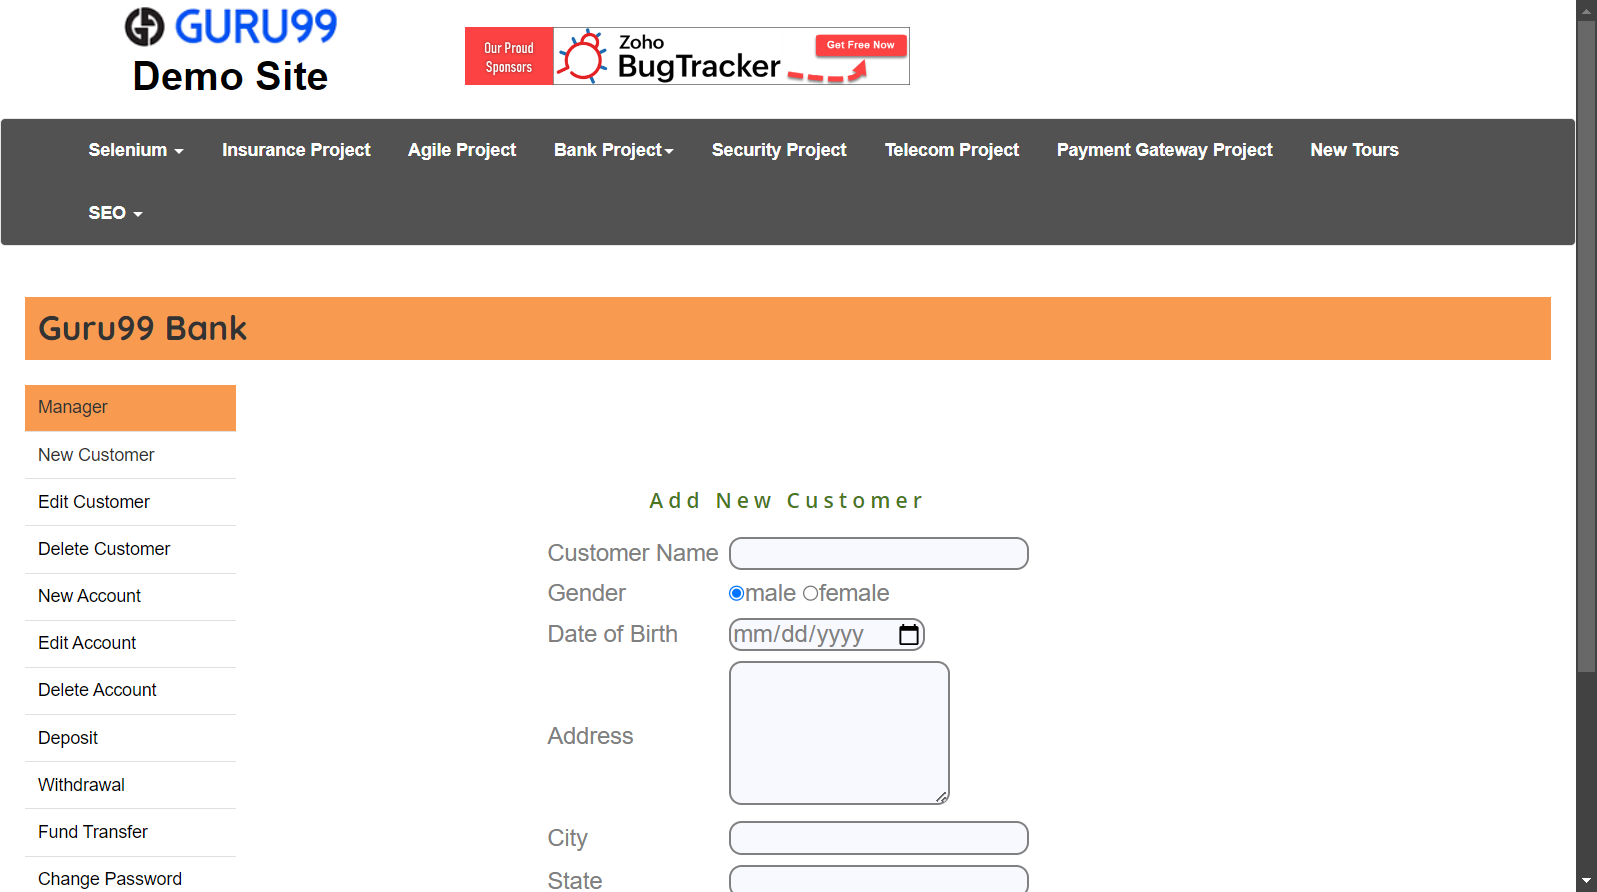 GURU99
Demo Site
Our Proud
Sponsors
Zoho
BugTracker
Get Free Now
Selenium
Insurance Project
Agile Project
Bank Project
Security Project
Telecom Project
Payment Gateway Project
New Tours
SEO
Guru99 Bank
Manager
New Customer
Edit Customer
Delete Customer
New Account
Edit Account
Delete Account
Deposit
Withdrawal
Fund Transfer
Change Password
Add New Customer
Customer Name
Gender male female
Date of Birth mm/dd/yyyy
Address
City
State